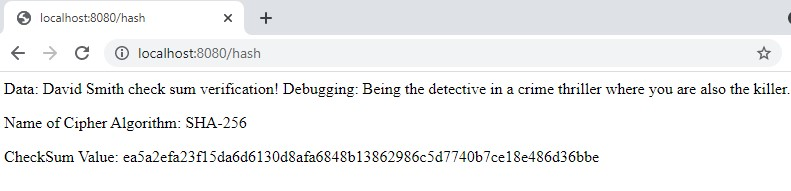 localhost:8080/hash
localhost:8080/hash
Data: David Smith check sum verification! Debugging: Being the detective in a crime thriller where you are also the killer.
Name of Cipher Algorithm: SHA-256
CheckSum Value: ea5a2efa23f15da6d6130d8afa6848b13862986c5d7740b7ce18e486d36bbe